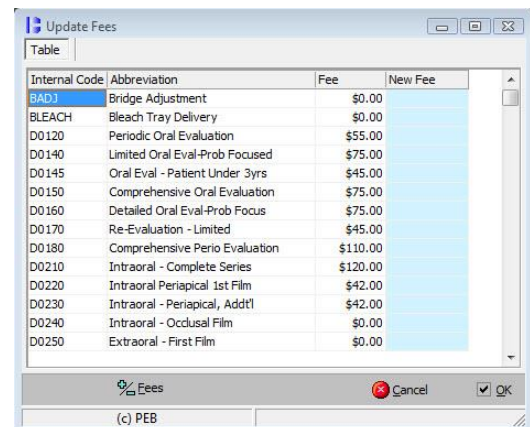 Update Fees
Table
Internal Code Abbreviation Fee New Fee
BADJ Bridge Adjustment $0.00
BLEACH Bleach Tray Delivery $0.00
D0120 Periodic Oral Evaluation $55.00
D0140 Limited Oral Eval-Prob Focused $75.00
D0145 Oral Eval - Patient Under 3yrs $45.00
D0150 Comprehensive Oral Evaluation $75.00
D0160 Detailed Oral Eval-Prob Focus $75.00
D0170 Re-Evaluation - Limited $45.00
D0180 Comprehensive Perio Evaluation $110.00
D0210 Intraoral - Complete Series $120.00
D0220 Intraoral Periapical 1st Film $42.00
D0230 Intraoral - Periapical, Addt'l $42.00
D0240 Intraoral - Occlusal Film $0.00
D0250 Extraoral - First Film $0.00
% Fees Cancel OK
(c) PEB